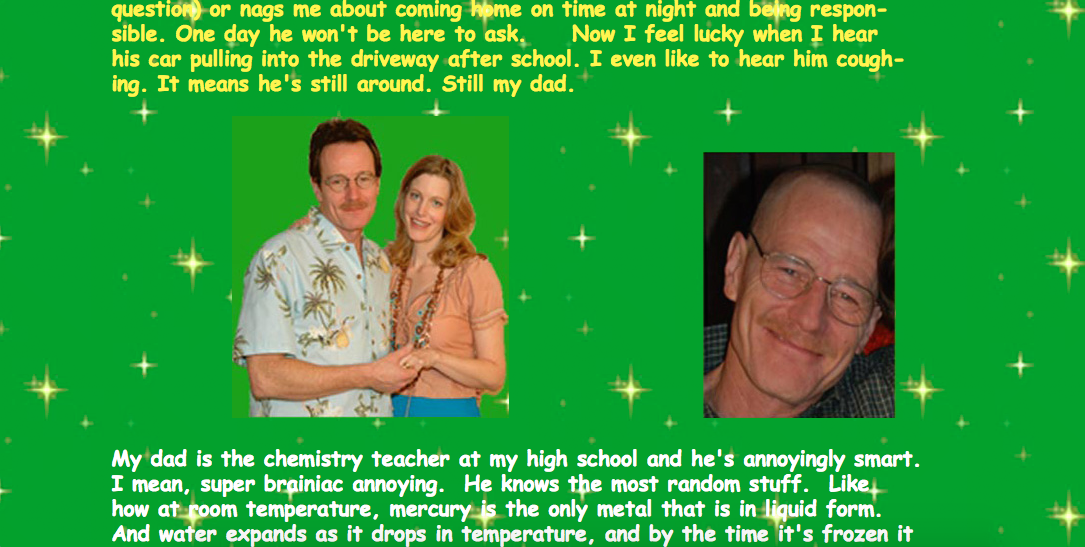 question) or nags me about coming home on time at night and being respon-
sible. One day he won't be here to ask. Now I feel lucky when I hear
his car pulling into the driveway after school. I even like to hear him cough-
ing. It means he's still around. Still my dad.
My dad is the chemistry teacher at my high school and he's annoyingly smart.
I mean, super brainiac annoying. He knows the most random stuff. Like
how at room temperature, mercury is the only metal that is in liquid form.
And water expands as it drops in temperature, and by the time it's frozen it